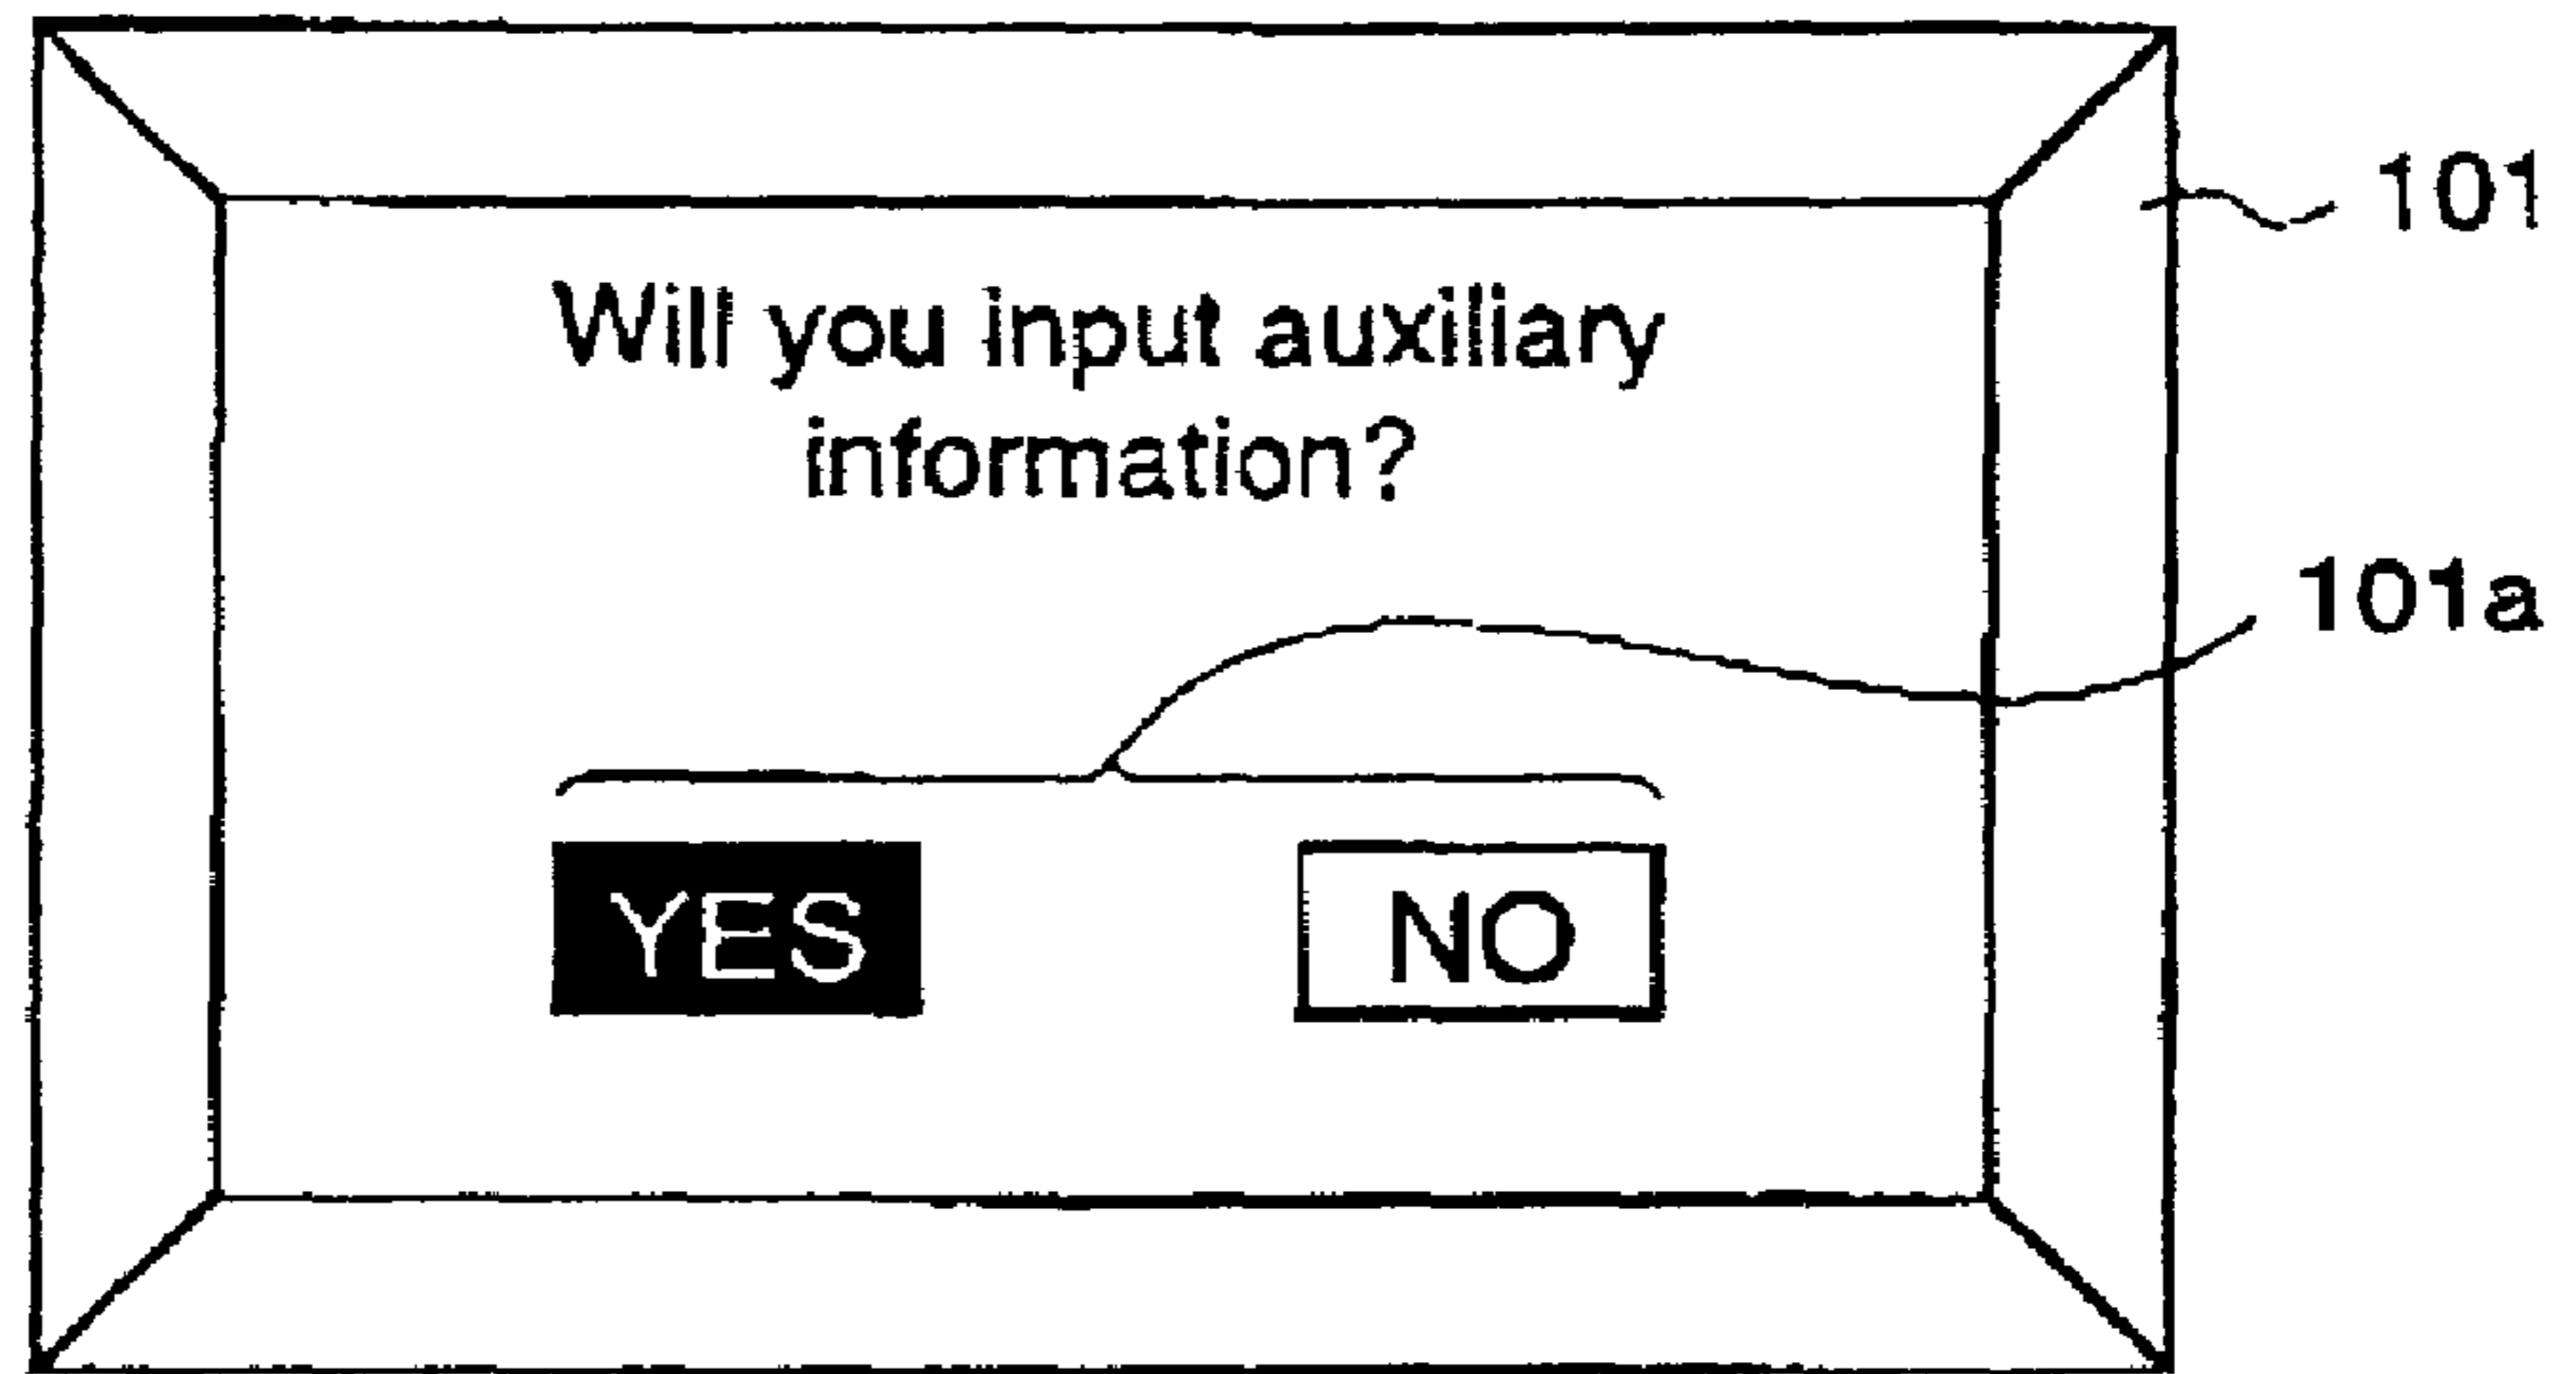 Will you input auxiliary
information?
YES NO
101
101a